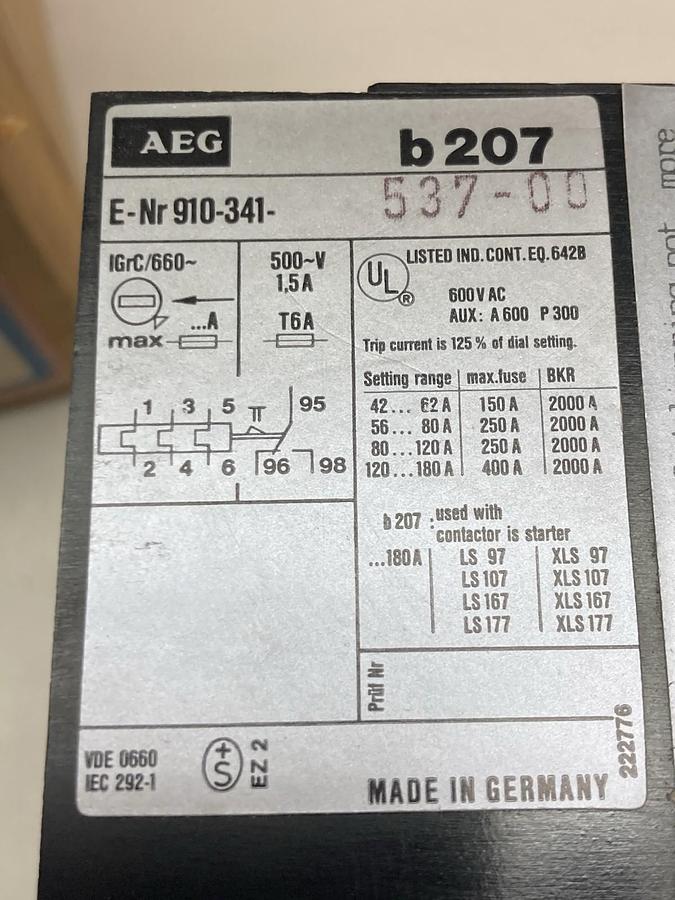 AEG
b207
E-Nr 910-341-
537-00
IGrC/660~
...A
max
500~V
1,5A
T6A
UL®
LISTED IND. CONT. EQ. 642B
600V AC
AUX: A 600 P 300
Trip current is 125 % of dial setting.
Setting range max.fuse BKR
42... 62 A 150 A 2000 A
56... 80 A 250 A 2000 A
80...120 A 250 A 2000 A
120...180 A 400 A 2000 A
1 3 5 95
2 4 6 96 98
b207 : used with
contactor is starter
...180A LS 97 XLS 97
LS 107 XLS 107
LS 167 XLS 167
LS 177 XLS 177
Prüf Nr
VDE 0660
IEC 292-1
+S
EZ 2
MADE IN GERMANY
222776
more